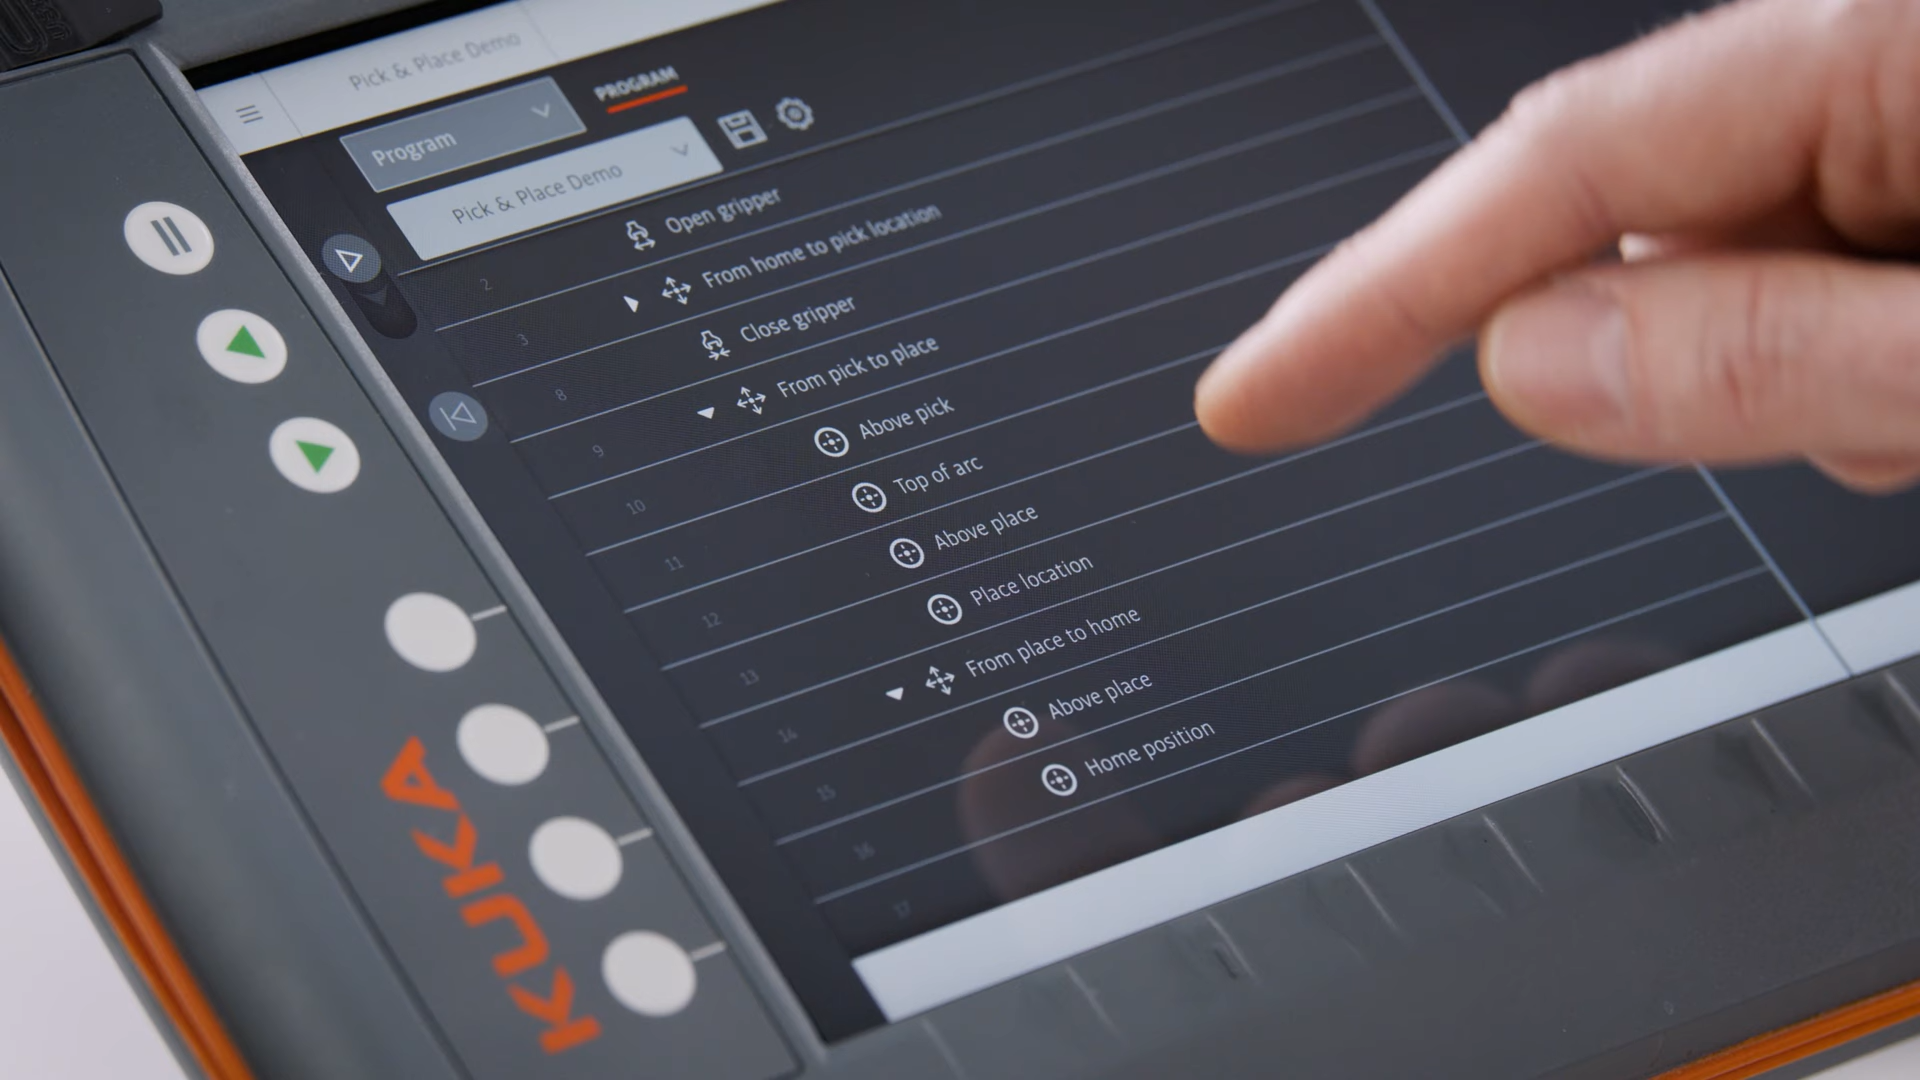 Pick & Place Demo
PROGRAM
Program
Pick & Place Demo
2 Open gripper
3 From home to pick location
8 Close gripper
9 From pick to place
10 Above pick
11 Top of arc
12 Above place
13 Place location
14 From place to home
15 Above place
16 Home position
17
KUKA